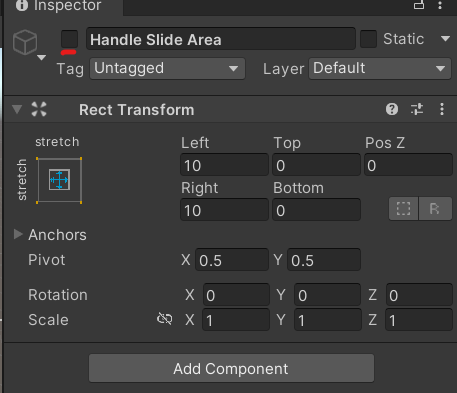 Inspector
Handle Slide Area Static
Tag Untagged Layer Default
Rect Transform
stretch
stretch
Left Top Pos Z
10 0 0
Right Bottom
10 0 R
Anchors
Pivot X 0.5 Y 0.5
Rotation X 0 Y 0 Z 0
Scale X 1 Y 1 Z 1
Add Component